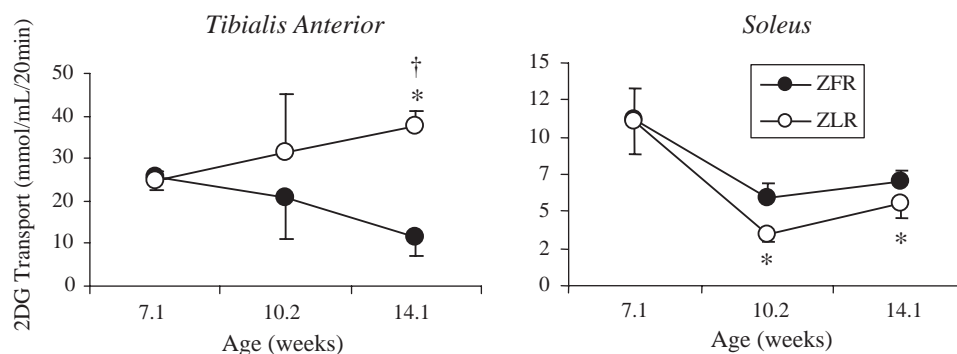 Tibialis Anterior
2DG Transport (mmol/mL/20min)
50
40
30
20
10
0
†
*
7.1 10.2 14.1
Age (weeks)
Soleus
15
12
10
7
5
2
0
ZFR
ZLR
*
*
7.1 10.2 14.1
Age (weeks)